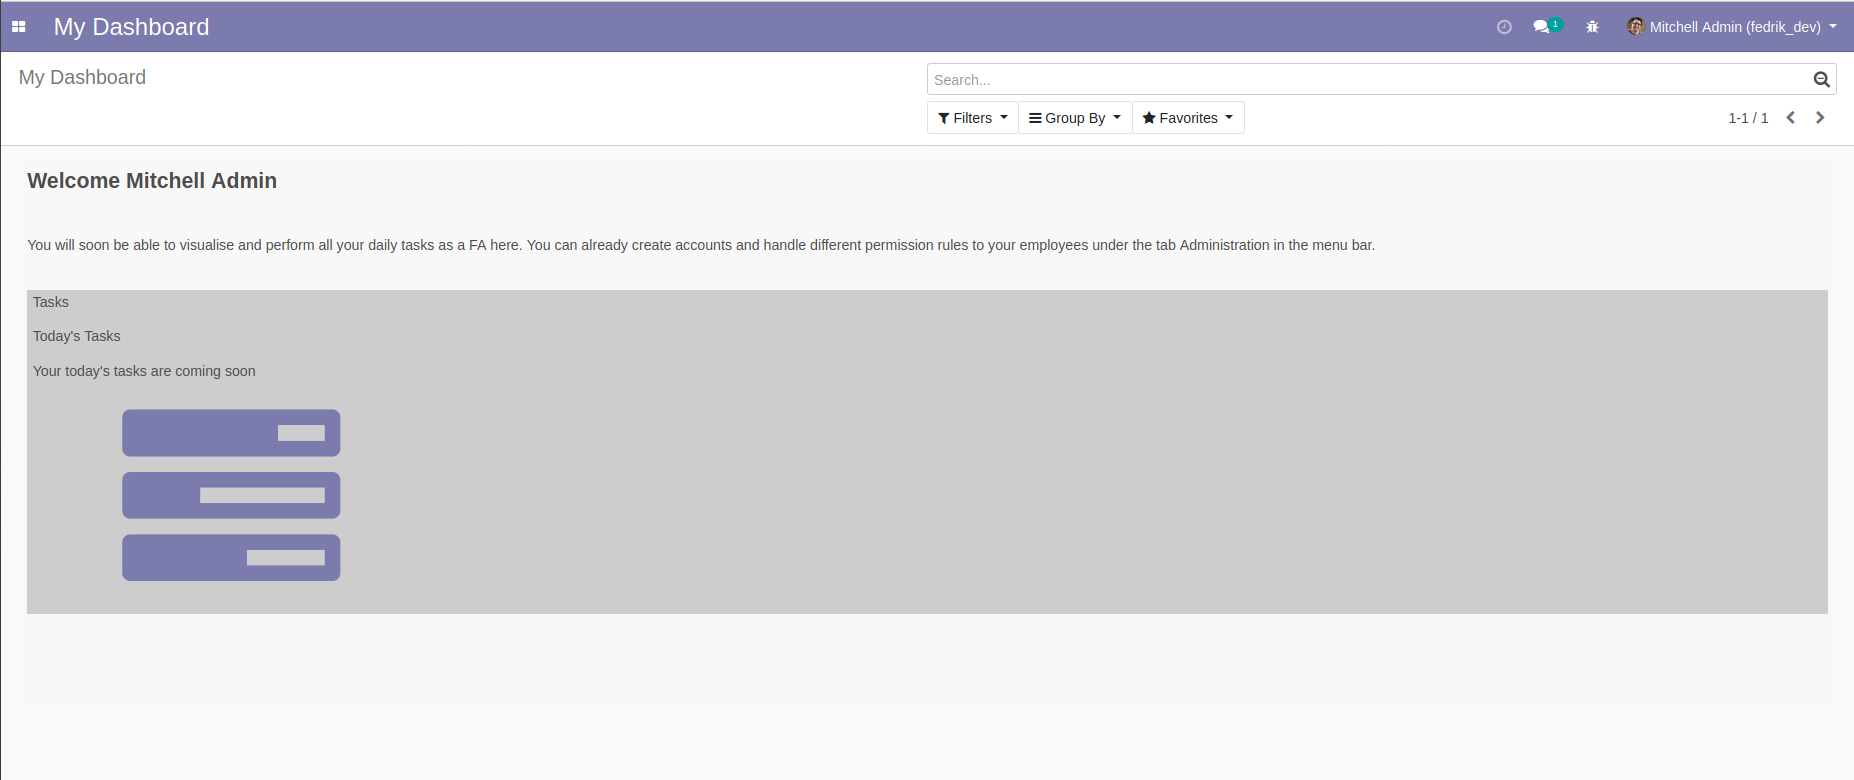 My Dashboard
1
Mitchell Admin (fedrik_dev)
My Dashboard
Search...
Filters
Group By
Favorites
1-1 / 1
Welcome Mitchell Admin
You will soon be able to visualise and perform all your daily tasks as a FA here. You can already create accounts and handle different permission rules to your employees under the tab Administration in the menu bar.
Tasks
Today's Tasks
Your today's tasks are coming soon